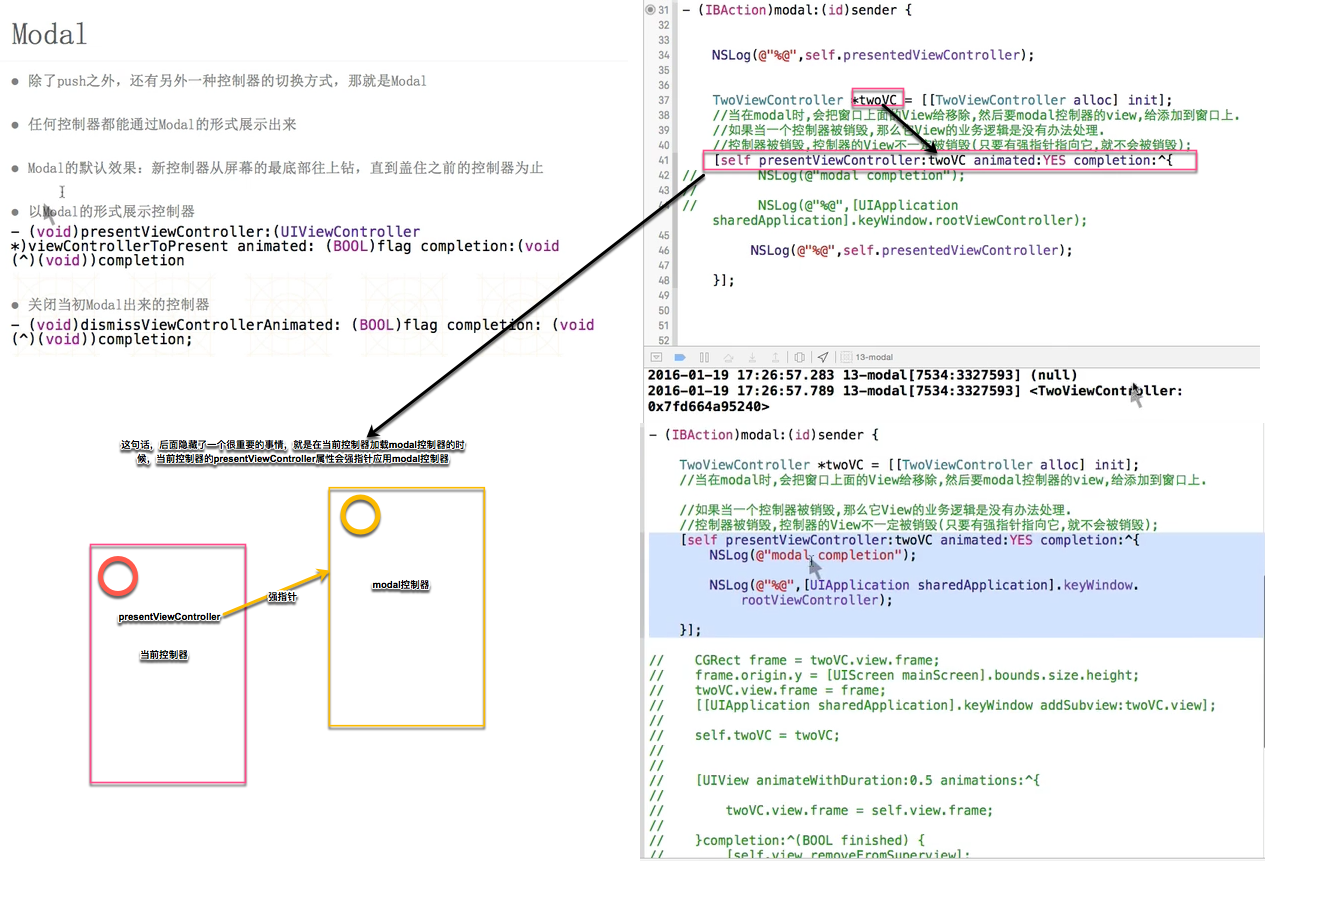 Modal
● 除了push之外，还有另外一种控制器的切换方式，那就是Modal
● 任何控制器都能通过Modal的形式展示出来
● Modal的默认效果：新控制器从屏幕的最底部往上钻，直到盖住之前的控制器为止
● 以Modal的形式展示控制器
- (void)presentViewController:(UIViewController
*)viewControllerToPresent animated: (BOOL)flag completion:(void
(^)(void))completion
● 关闭当初Modal出来的控制器
- (void)dismissViewControllerAnimated: (BOOL)flag completion: (void
(^)(void))completion;
这句话，后面隐藏了一个很重要的事情，就是在当前控制器加载modal控制器的时
候，当前控制器的presentViewController属性会强指针应用modal控制器
presentViewController
当前控制器
强指针
modal控制器
31 - (IBAction)modal:(id)sender {
32
33
34 NSLog(@"%@",self.presentedViewController);
35
36
37 TwoViewController *twoVC = [[TwoViewController alloc] init];
38 //当在modal时,会把窗口上面的View给移除,然后要modal控制器的view,给添加到窗口上.
39 //如果当一个控制器被销毁,那么它View的业务逻辑是没有办法处理.
40 //控制器被销毁,控制器的View不一定被销毁(只要有强指针指向它,就不会被销毁);
41 [self presentViewController:twoVC animated:YES completion:^{
42 // NSLog(@"modal completion");
43 //
// NSLog(@"%@",[UIApplication
sharedApplication].keyWindow.rootViewController);
45
46 NSLog(@"%@",self.presentedViewController);
47
48 }];
49
50
51
52
13-modal
2016-01-19 17:26:57.283 13-modal[7534:3327593] (null)
2016-01-19 17:26:57.789 13-modal[7534:3327593] <TwoViewController:
0x7fd664a95240>
- (IBAction)modal:(id)sender {
TwoViewController *twoVC = [[TwoViewController alloc] init];
//当在modal时,会把窗口上面的View给移除,然后要modal控制器的view,给添加到窗口上.
//如果当一个控制器被销毁,那么它View的业务逻辑是没有办法处理.
//控制器被销毁,控制器的View不一定被销毁(只要有强指针指向它,就不会被销毁);
[self presentViewController:twoVC animated:YES completion:^{
NSLog(@"modal completion");
NSLog(@"%@",[UIApplication sharedApplication].keyWindow.
rootViewController);
}];
// CGRect frame = twoVC.view.frame;
// frame.origin.y = [UIScreen mainScreen].bounds.size.height;
// twoVC.view.frame = frame;
// [[UIApplication sharedApplication].keyWindow addSubview:twoVC.view];
//
// self.twoVC = twoVC;
//
//
// [UIView animateWithDuration:0.5 animations:^{
//
// twoVC.view.frame = self.view.frame;
//
// }completion:^(BOOL finished) {
// [self.view removeFromSuperview];